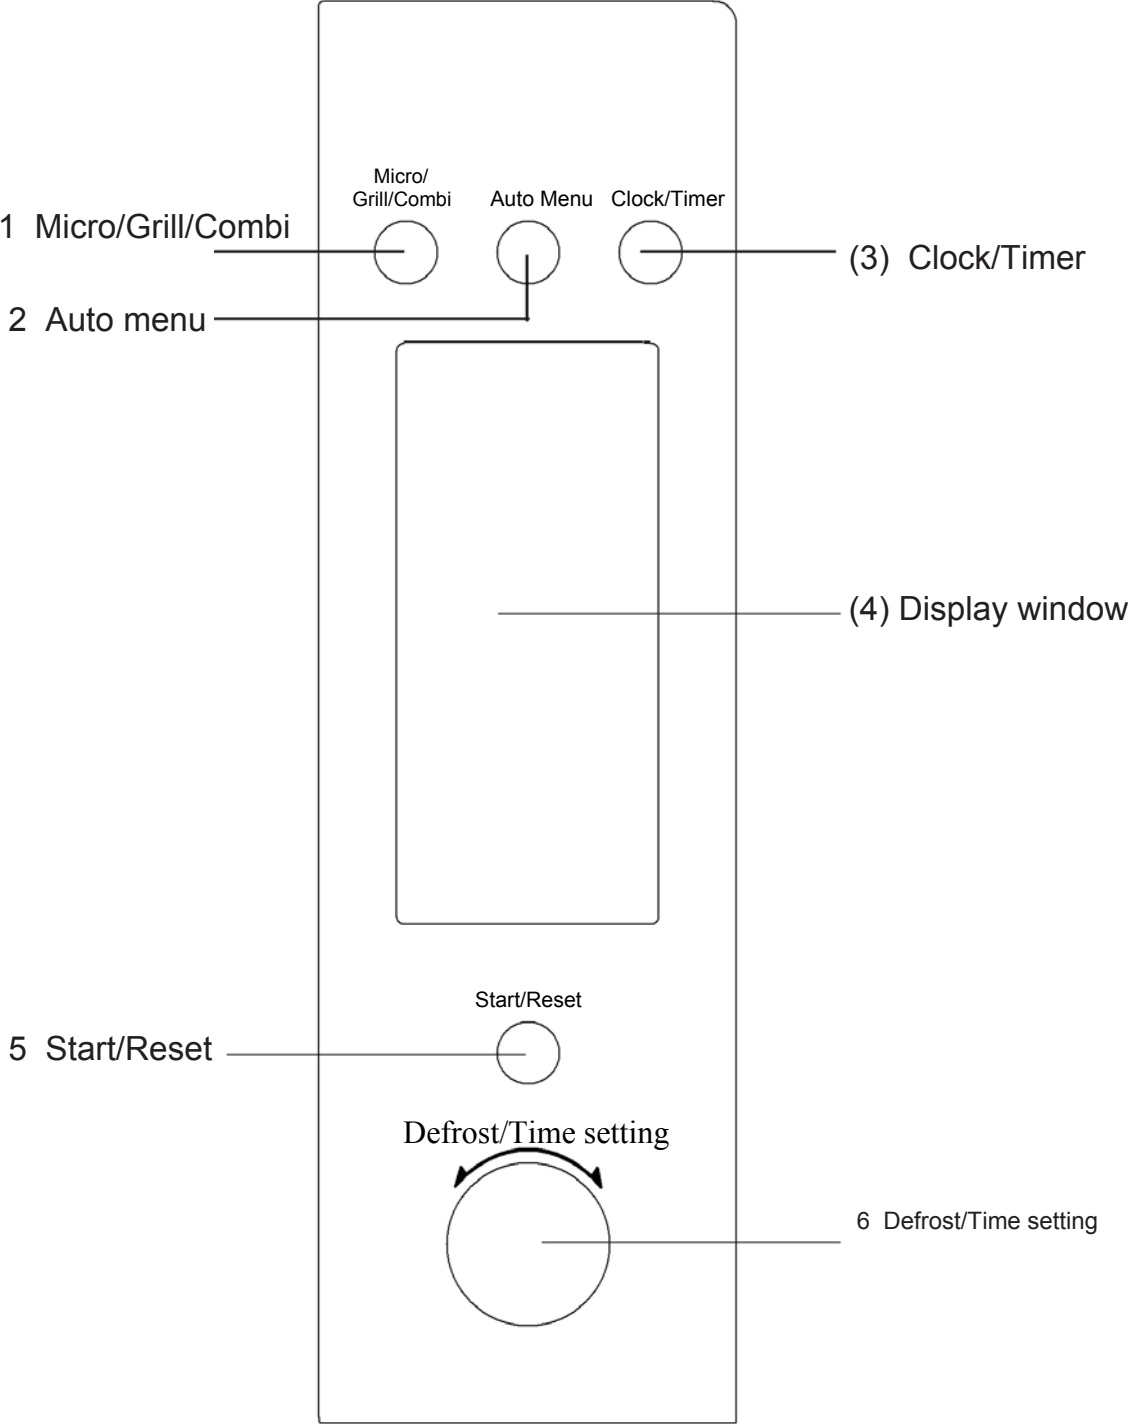 Micro/
Grill/Combi
Auto Menu
Clock/Timer
1 Micro/Grill/Combi
(3) Clock/Timer
2 Auto menu
(4) Display window
Start/Reset
5 Start/Reset
Defrost/Time setting
6 Defrost/Time setting